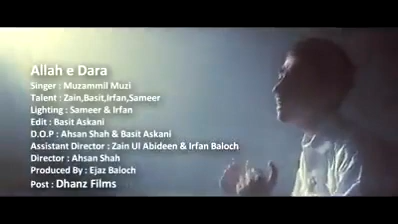 Allah e Dara
Singer : Muzammil Muzi
Talent : Zain,Basit,Irfan,Sameer
Lighting : Sameer & Irfan
Edit : Basit Askani
D.O.P : Ahsan Shah & Basit Askani
Assistant Director : Zain Ul Abideen & Irfan Baloch
Director : Ahsan Shah
Produced By : Ejaz Baloch
Post : Dhanz Films